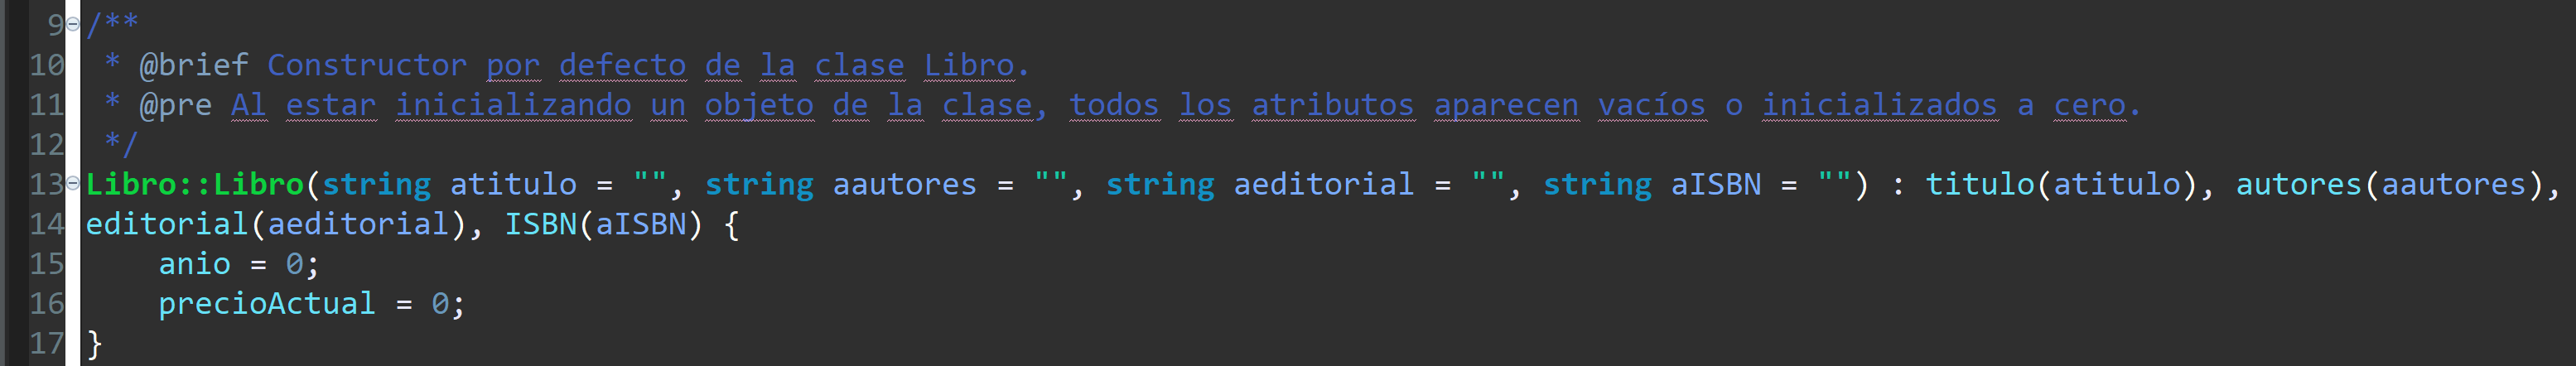 9 /**
10  * @brief Constructor por defecto de la clase Libro.
11  * @pre Al estar inicializando un objeto de la clase, todos los atributos aparecen vacíos o inicializados a cero.
12  */
13 Libro::Libro(string atitulo = "", string aautores = "", string aeditorial = "", string aISBN = "") : titulo(atitulo), autores(aautores),
14 editorial(aeditorial), ISBN(aISBN) {
15     anio = 0;
16     precioActual = 0;
17 }